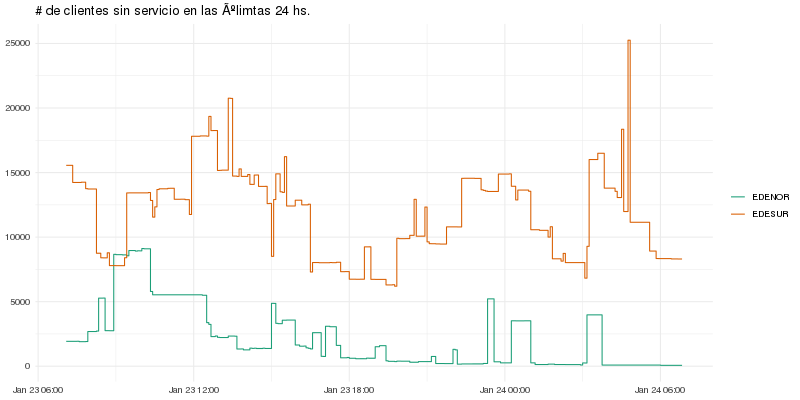 # de clientes sin servicio en las Ãºlimtas 24 hs.
25000
20000
15000
10000
5000
0
Jan 23 06:00
Jan 23 12:00
Jan 23 18:00
Jan 24 00:00
Jan 24 06:00
EDENOR
EDESUR